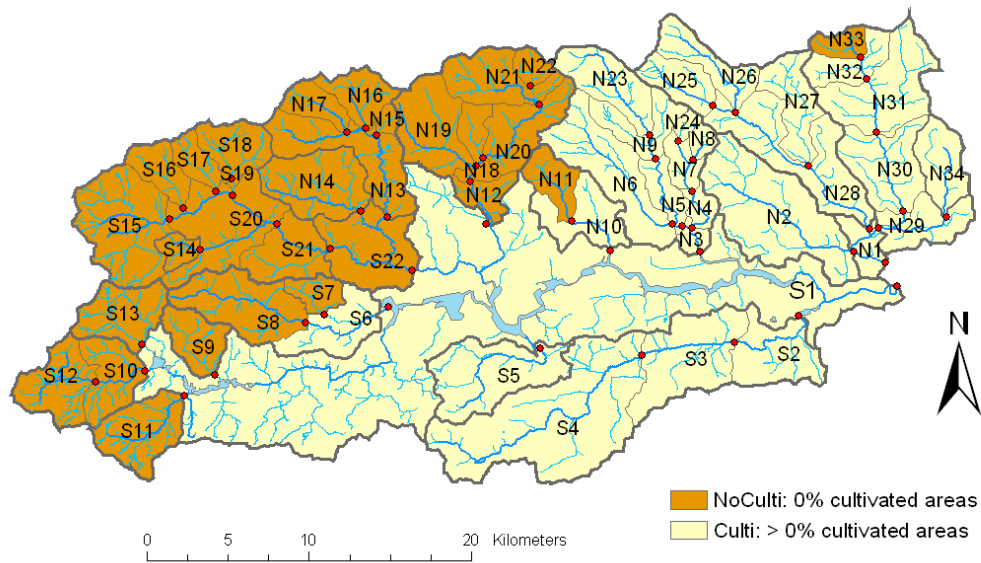 N33
N22
N32
N21
N23
N26
N25
N16
N17
N27
N15
N31
N24
N8
S18
N19
N9
N20
S17
N7
N18
S16
S19
N30
N34
N14
N11
N6
N12
N13
N28
N4
N5
S15
S20
N2
N29
N10
N3
S14
S21
N1
S22
S1
S7
S13
S6
S8
N
S2
S3
S9
S10
S12
S5
S11
S4
NoCulti: 0% cultivated areas
Culti: > 0% cultivated areas
0 5 10 20 Kilometers